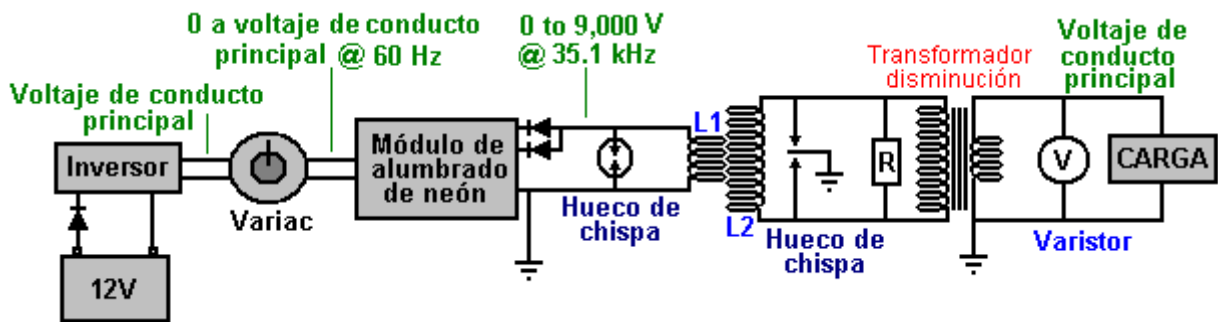 0 a voltaje de conducto
principal @ 60 Hz
0 to 9,000 V
@ 35.1 kHz
Voltaje de
conducto
principal
Transformador
disminución
Voltaje de conducto
principal
L1
Inversor
Variac
Módulo de
alumbrado
de neón
R
V
CARGA
Hueco de
chispa
L2
Hueco de
chispa
Varistor
12V